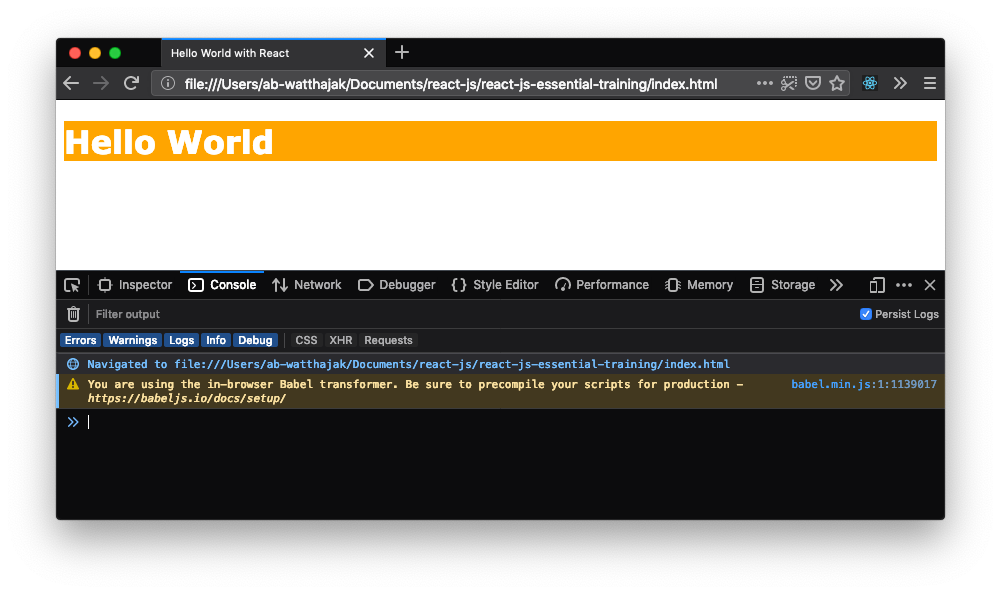 Hello World with React
file:///Users/ab-watthajak/Documents/react-js/react-js-essential-training/index.html
Hello World
Inspector Console Network Debugger {} Style Editor Performance Memory Storage
Filter output Persist Logs
Errors Warnings Logs Info Debug CSS XHR Requests
Navigated to file:///Users/ab-watthajak/Documents/react-js/react-js-essential-training/index.html
You are using the in-browser Babel transformer. Be sure to precompile your scripts for production - babel.min.js:1:1139017
https://babeljs.io/docs/setup/